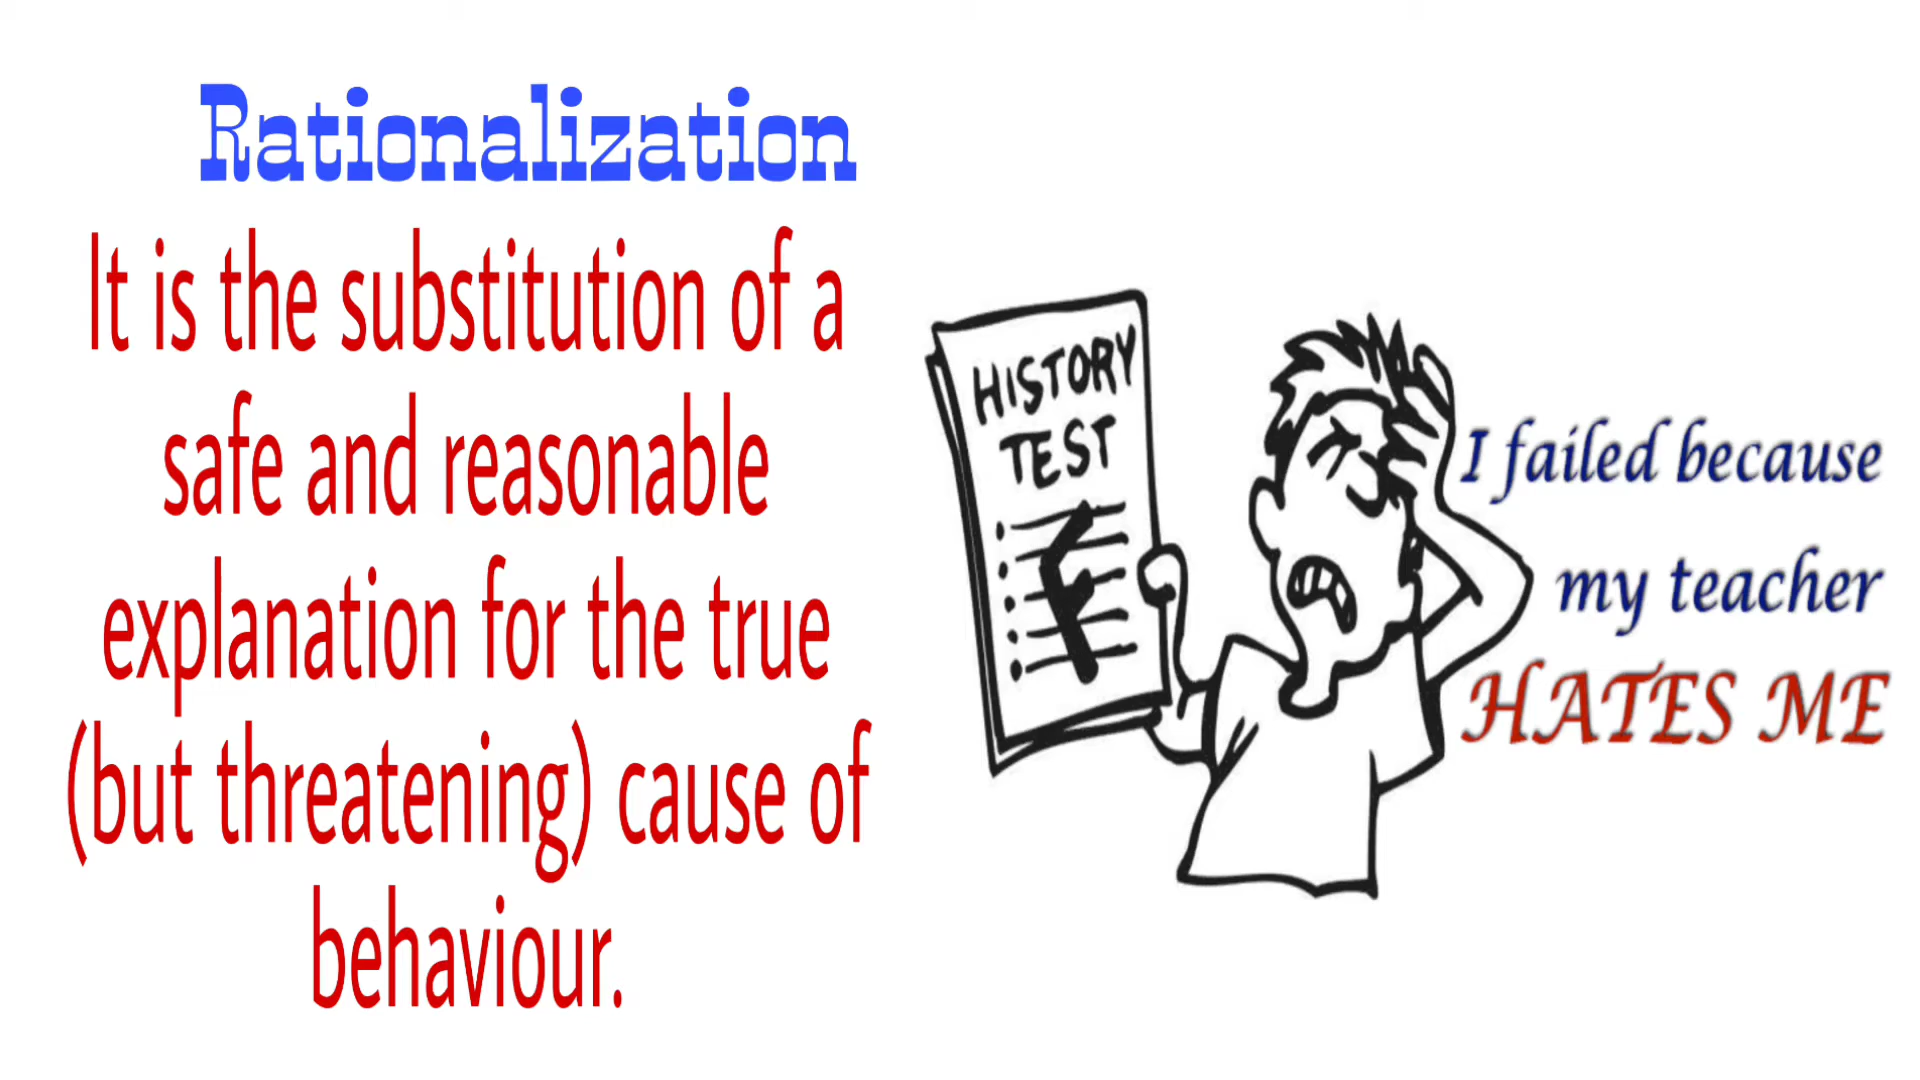 Rationalization
It is the substitution of a
safe and reasonable
explanation for the true
(but threatening) cause of
behaviour.
HISTORY
TEST
F
I failed because
my teacher
HATES ME